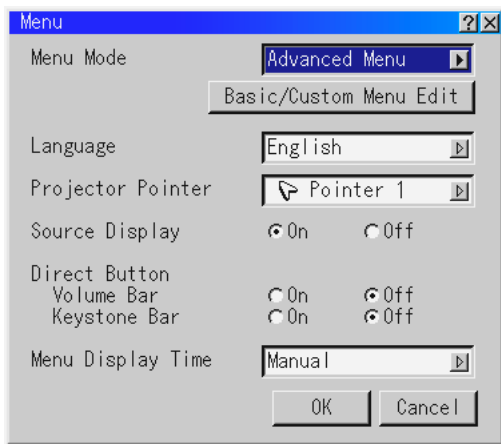 Menu
Menu Mode Advanced Menu
Basic/Custom Menu Edit
Language English
Projector Pointer Pointer 1
Source Display On Off
Direct Button
Volume Bar On Off
Keystone Bar On Off
Menu Display Time Manual
OK Cancel